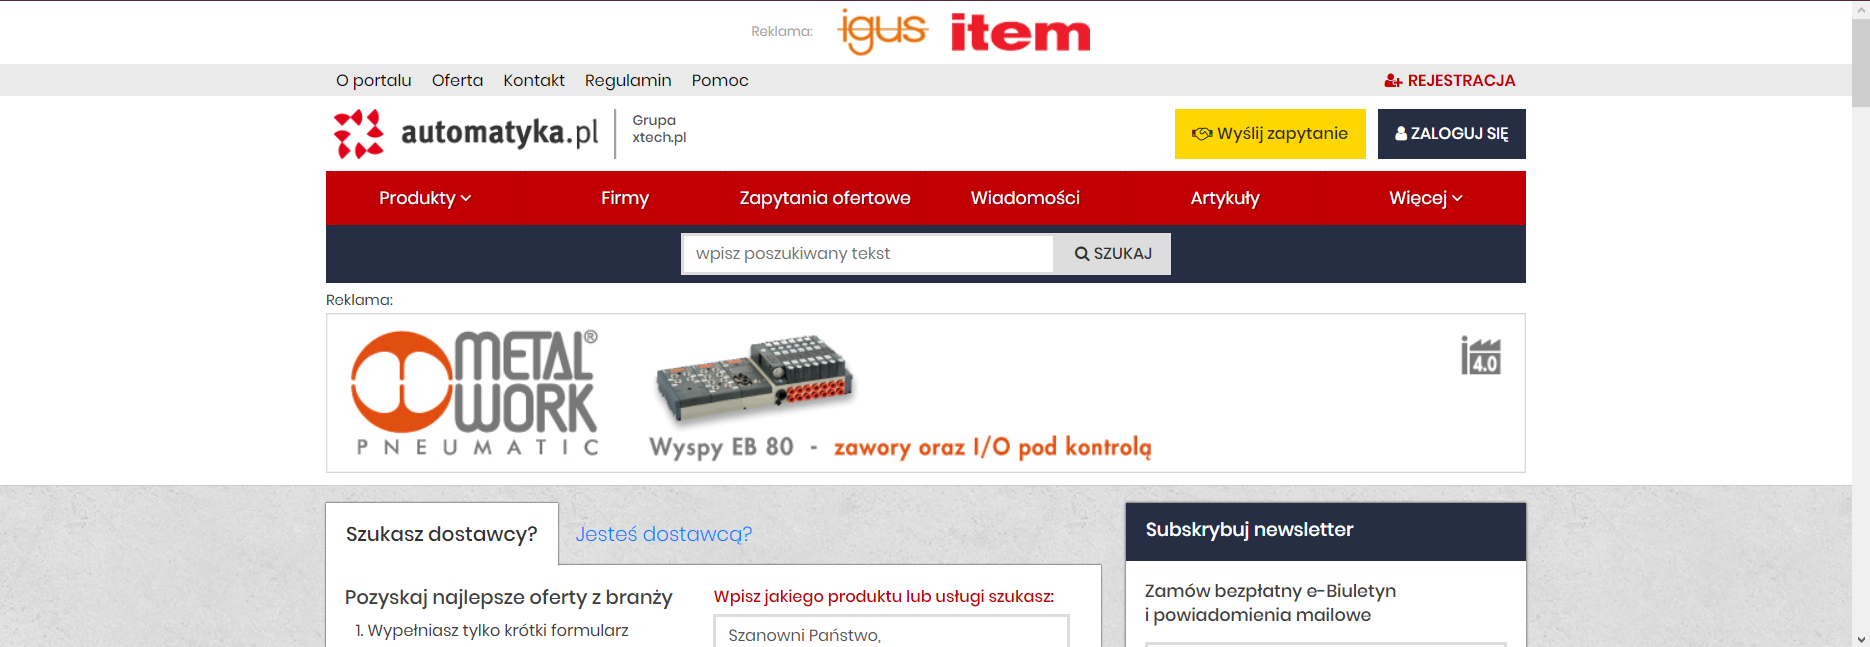 Reklama:
igus
item
O portalu Oferta Kontakt Regulamin Pomoc
REJESTRACJA
automatyka.pl
Grupa
xtech.pl
Wyślij zapytanie
ZALOGUJ SIĘ
Produkty Firmy Zapytania ofertowe Wiadomości Artykuły Więcej
wpisz poszukiwany tekst
SZUKAJ
Reklama:
METAL®
WORK
PNEUMATIC
i 4.0
Wyspy EB 80 - zawory oraz I/O pod kontrolą
Szukasz dostawcy?
Jesteś dostawcą?
Pozyskaj najlepsze oferty z branży
1. Wypełniasz tylko krótki formularz
Wpisz jakiego produktu lub usługi szukasz:
Szanowni Państwo,
Subskrybuj newsletter
Zamów bezpłatny e-Biuletyn
i powiadomienia mailowe